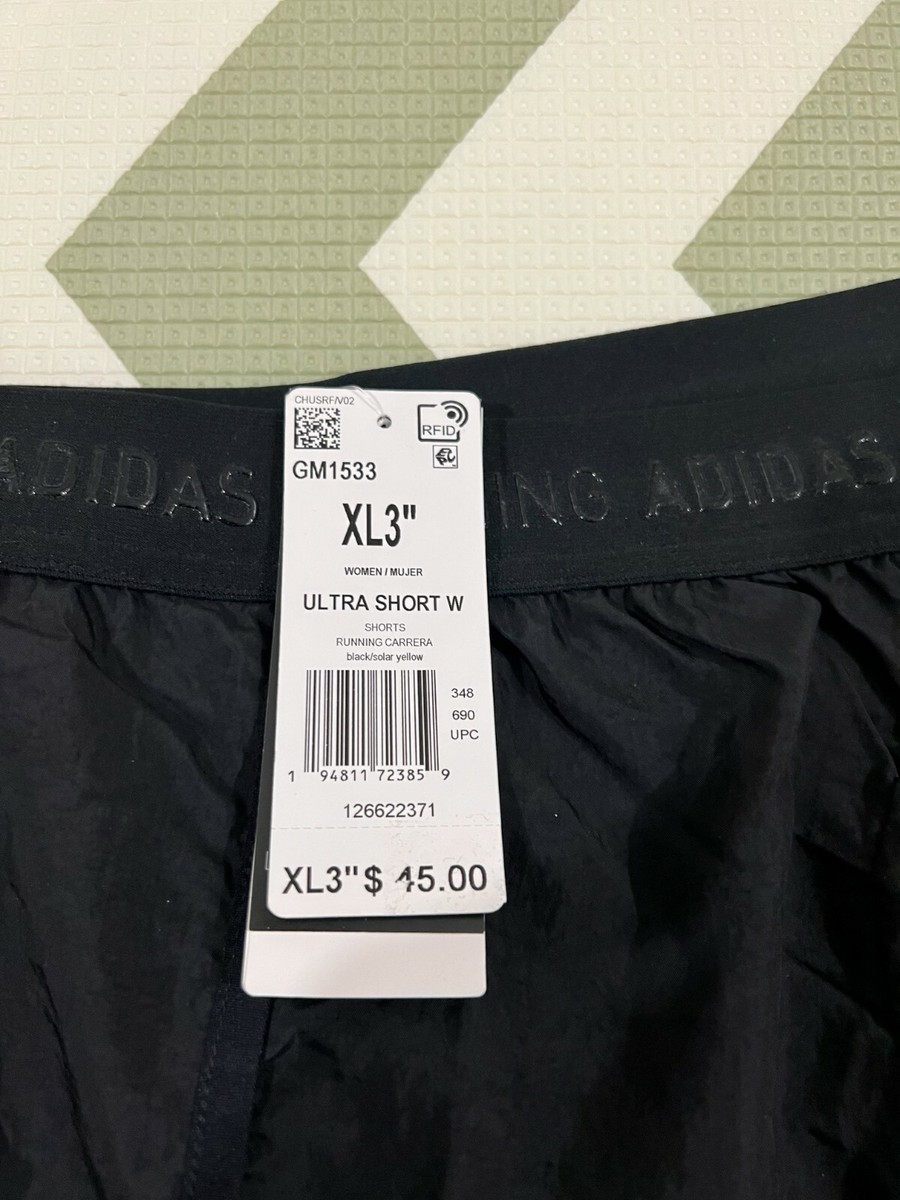 CHUSRF/V02
RFID
GM1533
ADIDAS ING ADIDAS
XL3"
WOMEN / MUJER
ULTRA SHORT W
SHORTS
RUNNING CARRERA
black/solar yellow
348
690
UPC
1 94811 72385 9
126622371
XL3" $ 45.00